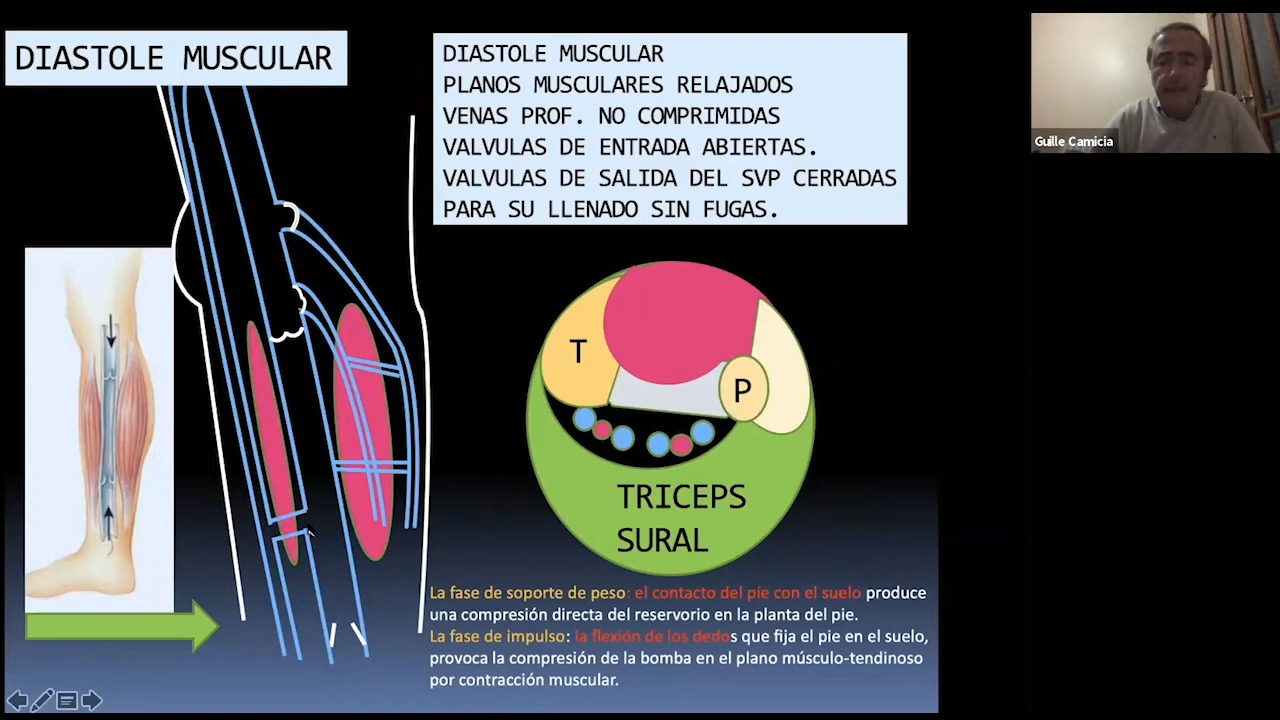 DIASTOLE MUSCULAR
DIASTOLE MUSCULAR
PLANOS MUSCULARES RELAJADOS
VENAS PROF. NO COMPRIMIDAS
VALVULAS DE ENTRADA ABIERTAS.
VALVULAS DE SALIDA DEL SVP CERRADAS
PARA SU LLENADO SIN FUGAS.
Guille Camicia
T
P
TRICEPS
SURAL
La fase de soporte de peso: el contacto del pie con el suelo produce
una compresión directa del reservorio en la planta del pie.
La fase de impulso: la flexión de los dedos que fija el pie en el suelo,
provoca la compresión de la bomba en el plano músculo-tendinoso
por contracción muscular.